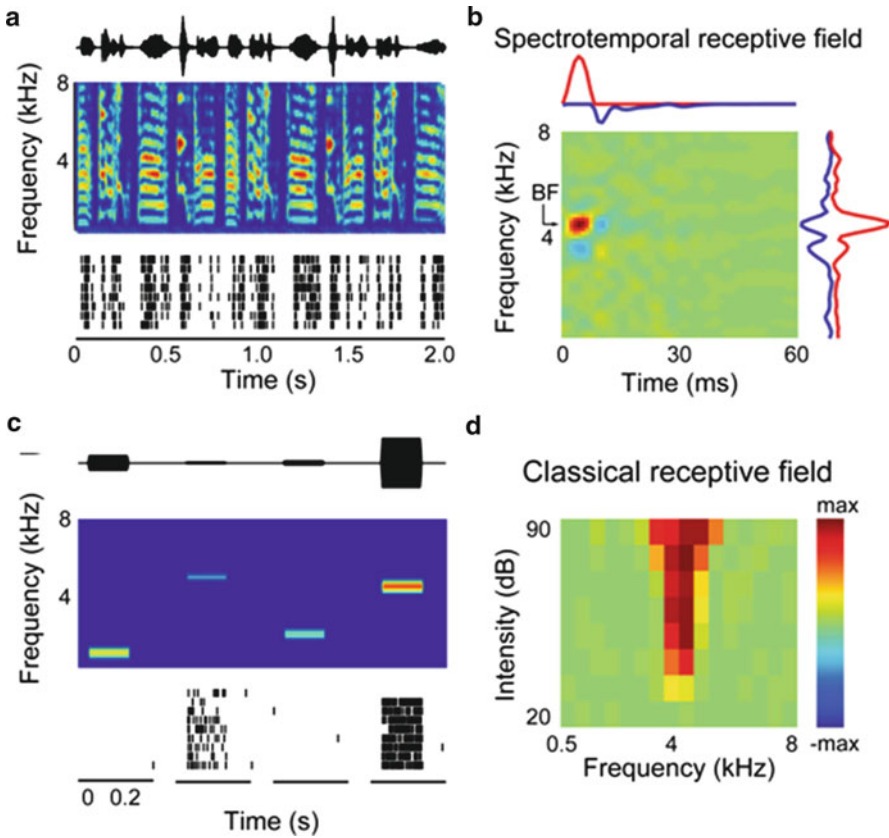 a
8
4
Frequency (kHz)
0 0.5 1.0 1.5 2.0
Time (s)
b
Spectrotemporal receptive field
8
BF
4
Frequency (kHz)
0 30 60
Time (ms)
c
8
4
Frequency (kHz)
0 0.2
Time (s)
d
Classical receptive field
90
20
Intensity (dB)
0.5 4 8
Frequency (kHz)
max
-max